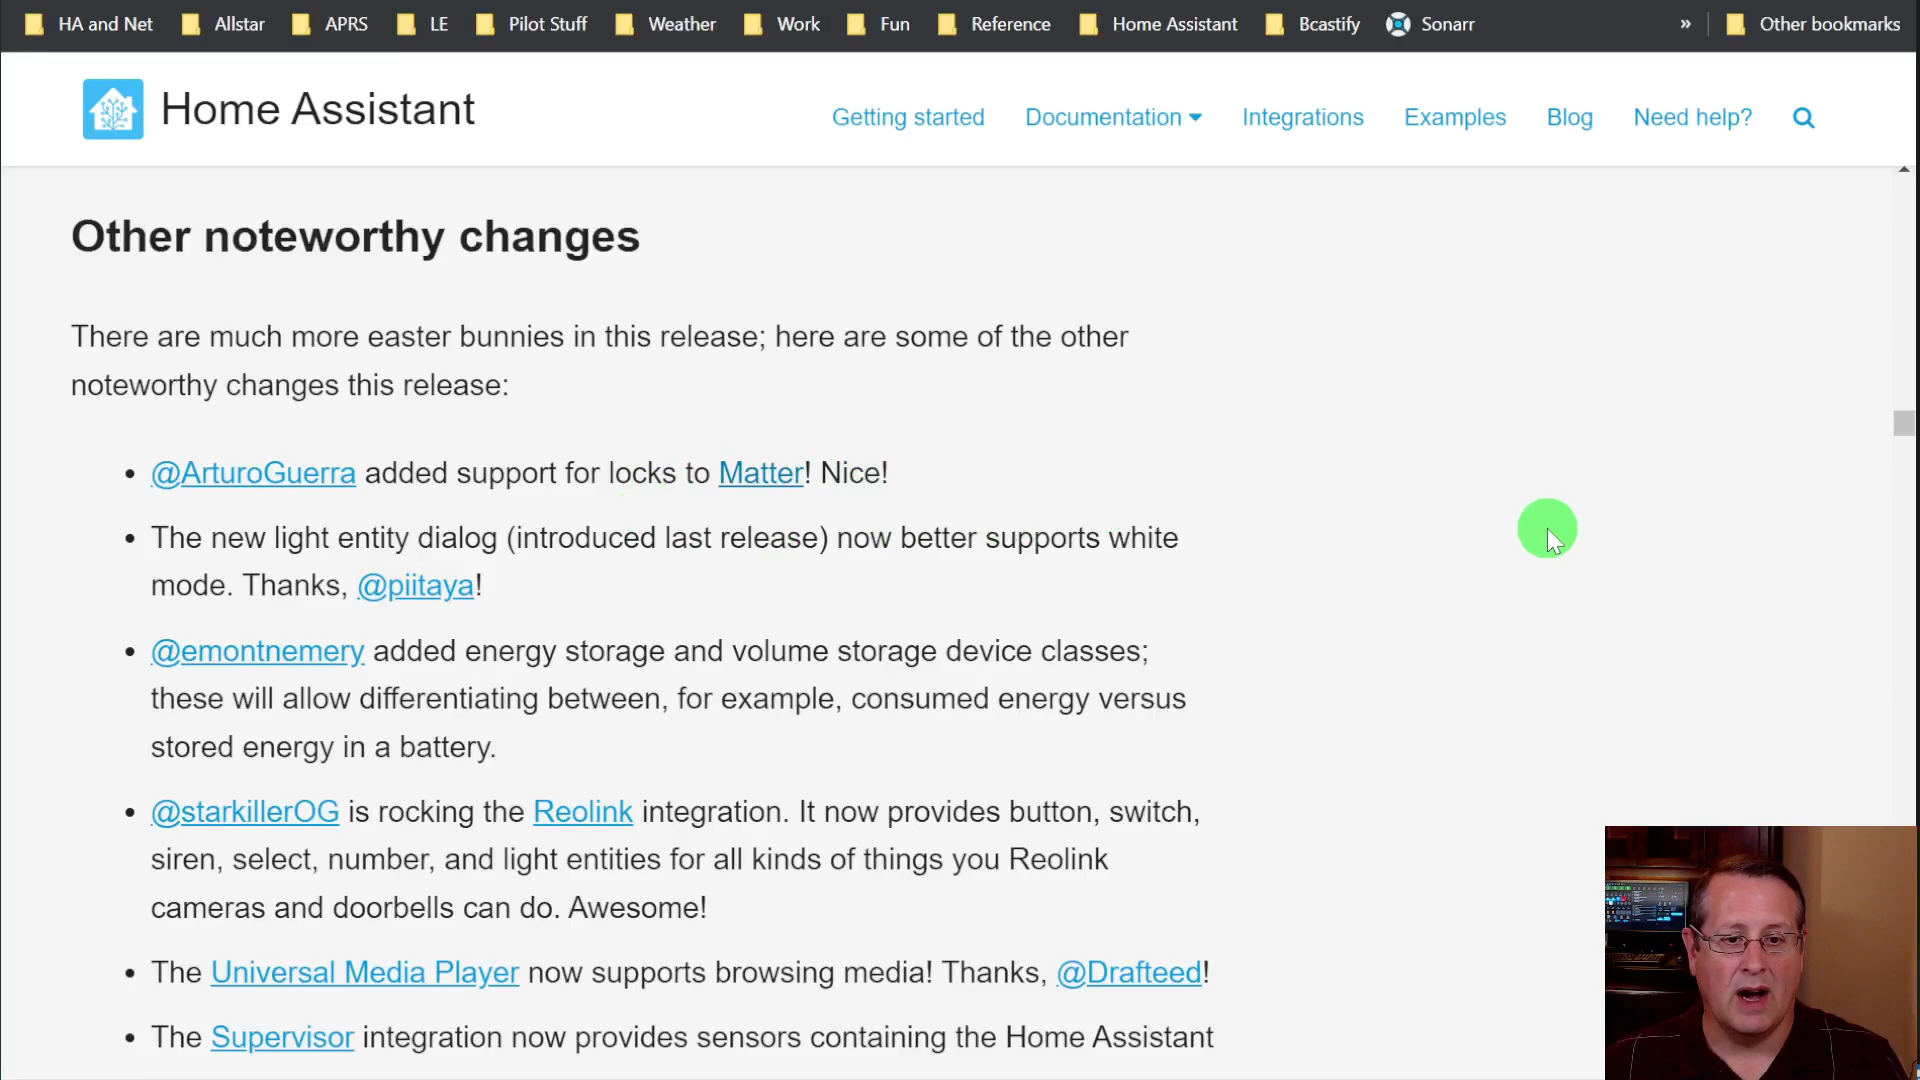 HA and Net Allstar APRS LE Pilot Stuff Weather Work Fun Reference Home Assistant Bcastify Sonarr » Other bookmarks
Home Assistant
Getting started Documentation Integrations Examples Blog Need help?
Other noteworthy changes
There are much more easter bunnies in this release; here are some of the other
noteworthy changes this release:
• @ArturoGuerra added support for locks to Matter! Nice!
• The new light entity dialog (introduced last release) now better supports white
mode. Thanks, @piitaya!
• @emontnemery added energy storage and volume storage device classes;
these will allow differentiating between, for example, consumed energy versus
stored energy in a battery.
• @starkillerOG is rocking the Reolink integration. It now provides button, switch,
siren, select, number, and light entities for all kinds of things you Reolink
cameras and doorbells can do. Awesome!
• The Universal Media Player now supports browsing media! Thanks, @Drafteed!
• The Supervisor integration now provides sensors containing the Home Assistant